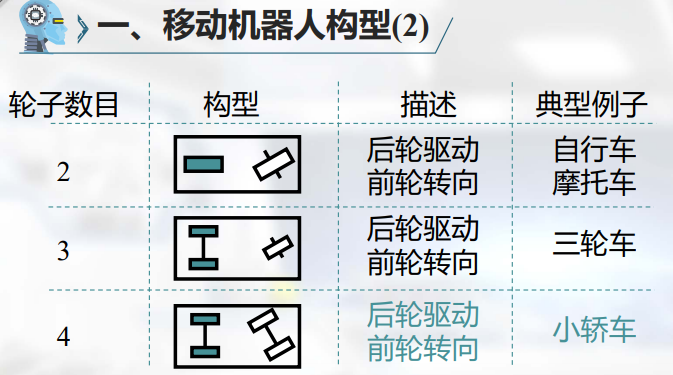 一、移动机器人构型(2)
轮子数目 构型 描述 典型例子
2 后轮驱动 前轮转向 自行车 摩托车
3 后轮驱动 前轮转向 三轮车
4 后轮驱动 前轮转向 小轿车